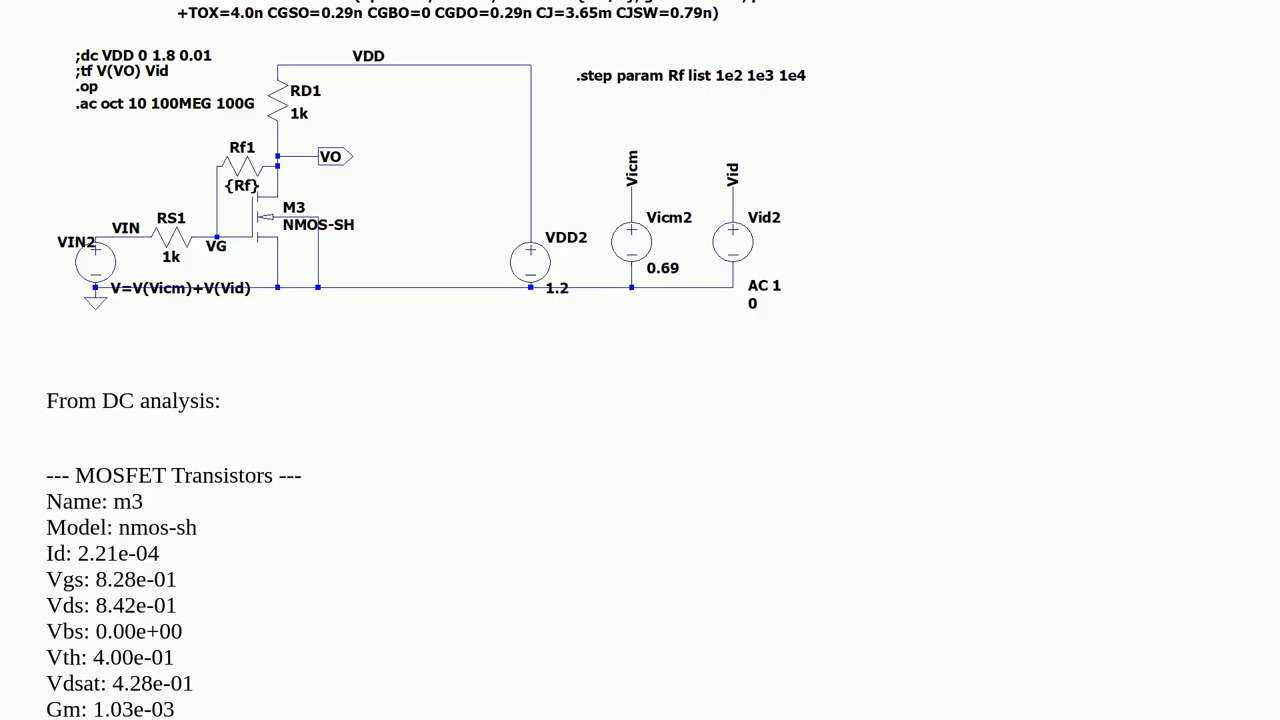 +TOX=4.0n CGSO=0.29n CGBO=0 CGDO=0.29n CJ=3.65m CJSW=0.79n)
;dc VDD 0 1.8 0.01
;tf V(VO) Vid
.op
.ac oct 10 100MEG 100G
VDD
.step param Rf list 1e2 1e3 1e4
RD1
1k
Rf1
{Rf}
VO
M3
NMOS-SH
VIN
RS1
1k
VG
VIN2
V=V(Vicm)+V(Vid)
VDD2
1.2
Vicm
Vicm2
0.69
Vid
Vid2
AC 1
0
From DC analysis:
--- MOSFET Transistors ---
Name: m3
Model: nmos-sh
Id: 2.21e-04
Vgs: 8.28e-01
Vds: 8.42e-01
Vbs: 0.00e+00
Vth: 4.00e-01
Vdsat: 4.28e-01
Gm: 1.03e-03